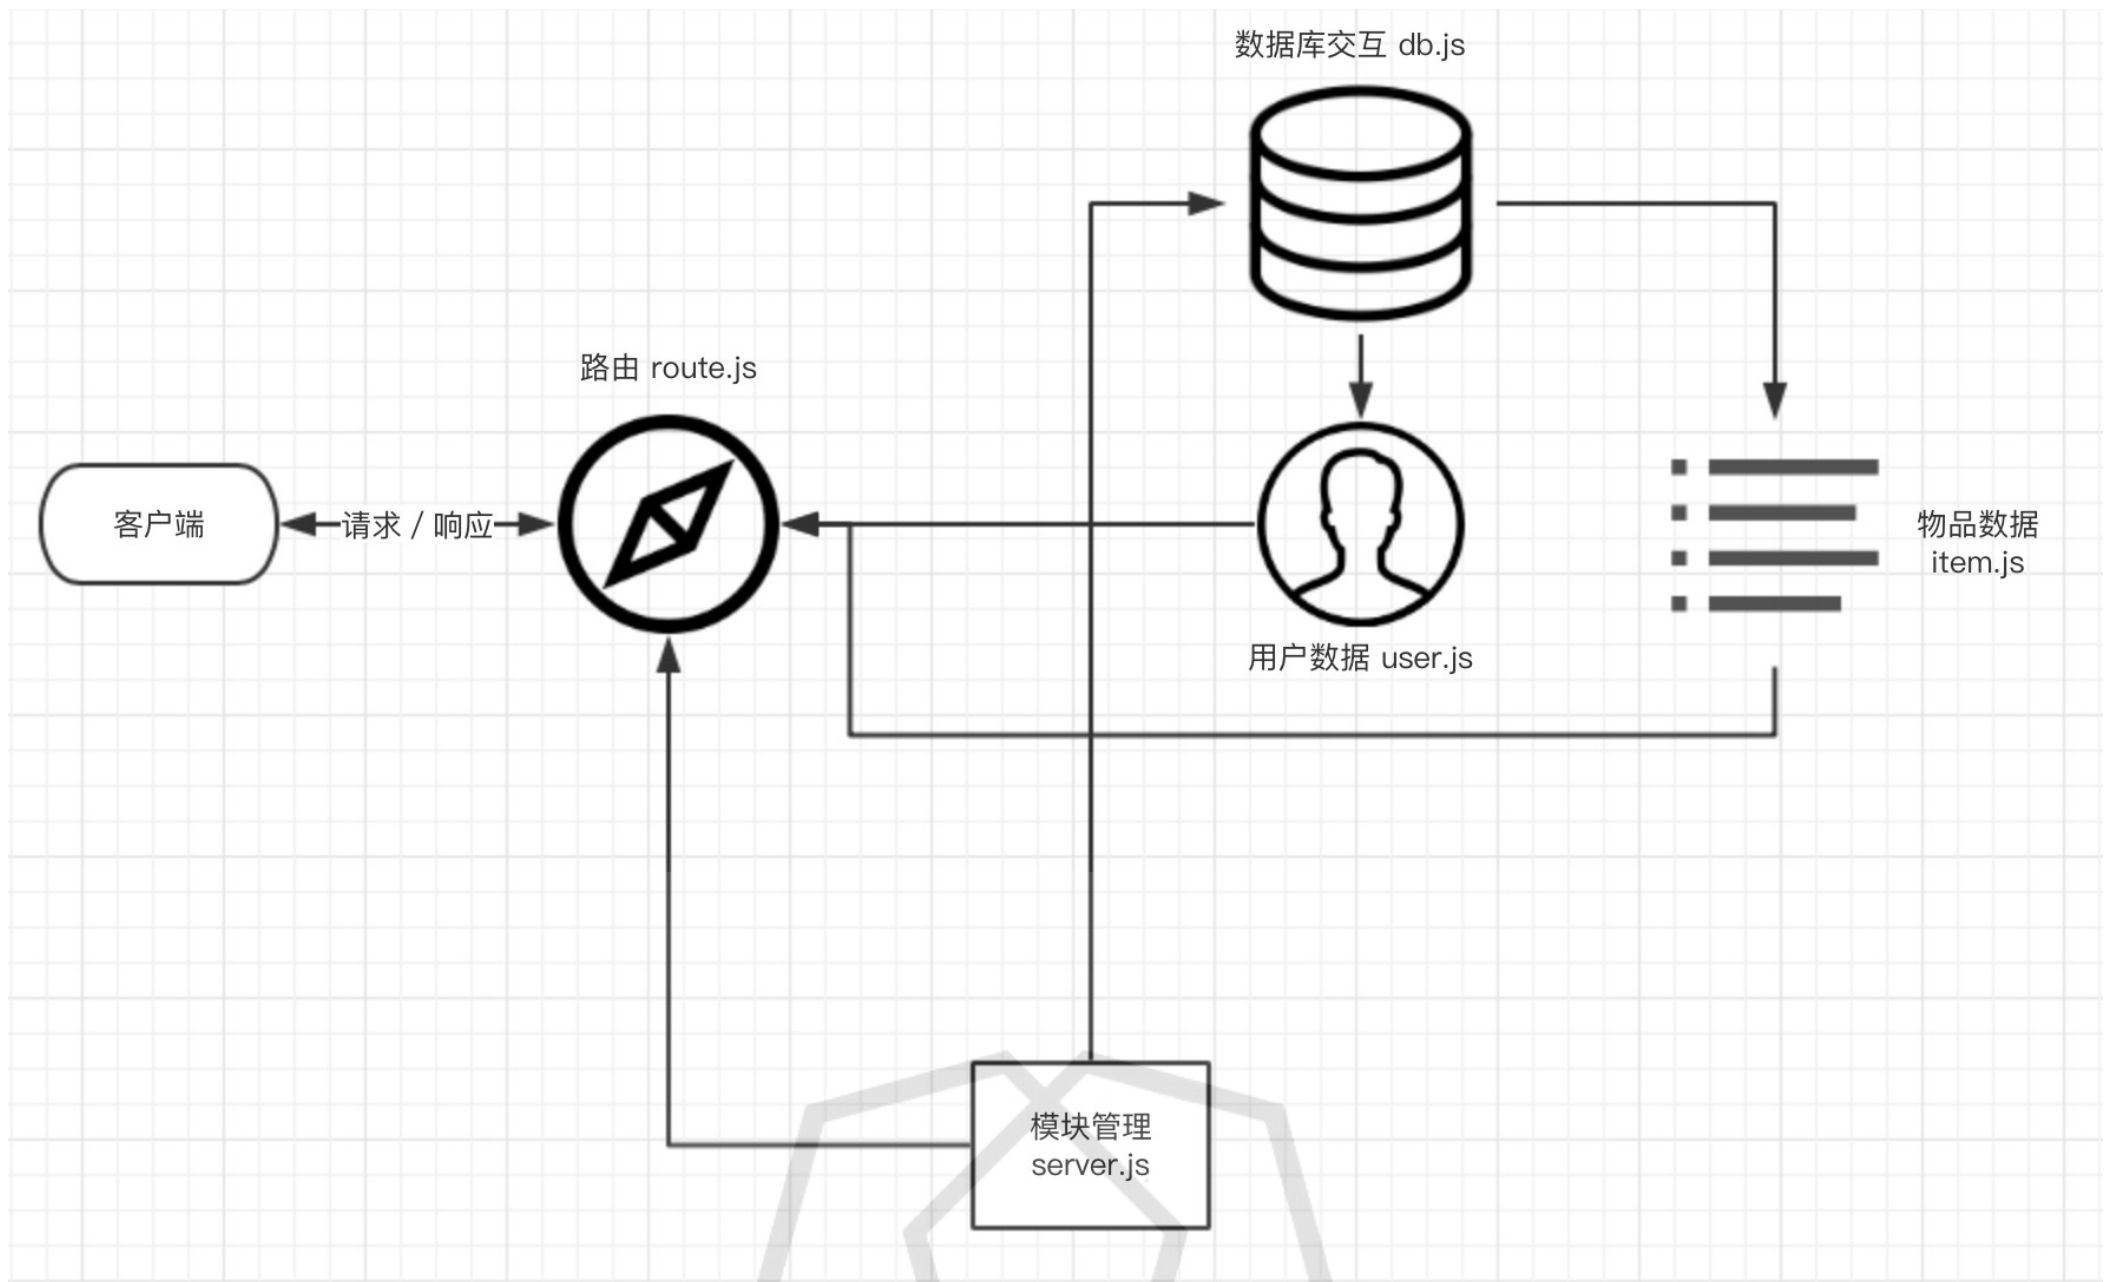 数据库交互 db.js
路由 route.js
客户端
请求 / 响应
物品数据
item.js
用户数据 user.js
模块管理
server.js